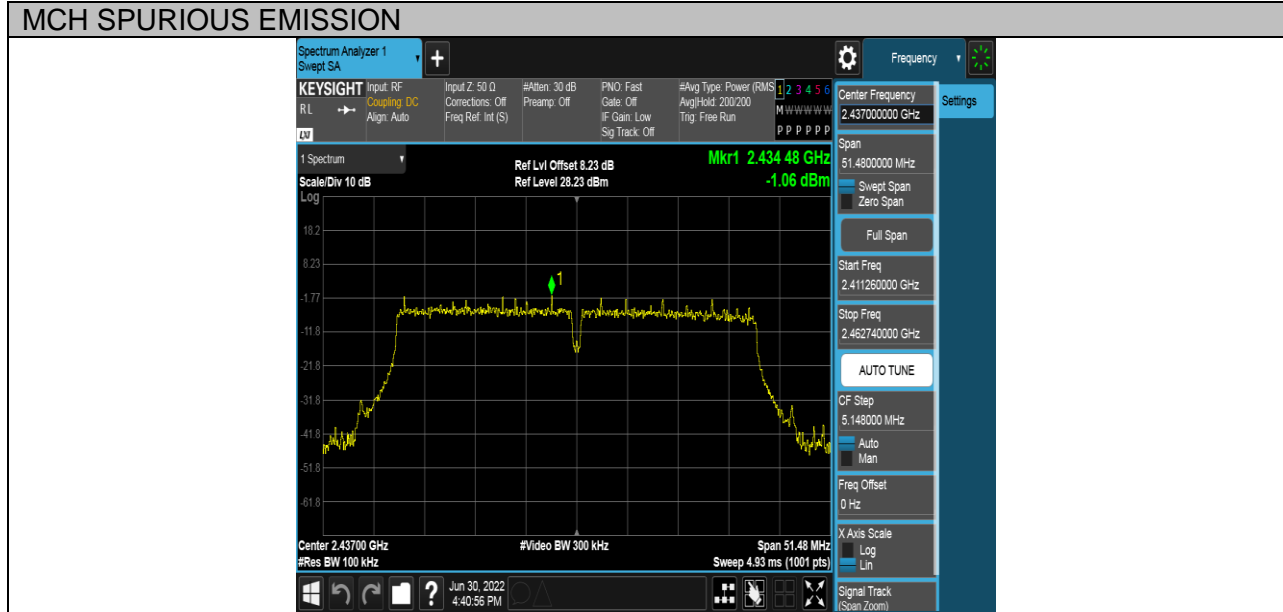 MCH SPURIOUS EMISSION
Spectrum Analyzer 1
Swept SA
+
Frequency
KEYSIGHT
RL
LXI
Input: RF
Coupling: DC
Align: Auto
Input Z: 50 Ω
Corrections: Off
Freq Ref: Int (S)
#Atten: 30 dB
Preamp: Off
PNO: Fast
Gate: Off
IF Gain: Low
Sig Track: Off
#Avg Type: Power (RMS
Avg|Hold: 200/200
Trig: Free Run
1 2 3 4 5 6
M W W W W W
P P P P P P
1 Spectrum
Scale/Div 10 dB
Log
Ref Lvl Offset 8.23 dB
Ref Level 28.23 dBm
Mkr1 2.434 48 GHz
-1.06 dBm
18.2
8.23
-1.77
-11.8
-21.8
-31.8
-41.8
-51.8
-61.8
1
Center 2.43700 GHz
#Res BW 100 kHz
#Video BW 300 kHz
Span 51.48 MHz
Sweep 4.93 ms (1001 pts)
Center Frequency
2.437000000 GHz
Settings
Span
51.4800000 MHz
Swept Span
Zero Span
Full Span
Start Freq
2.411260000 GHz
Stop Freq
2.462740000 GHz
AUTO TUNE
CF Step
5.148000 MHz
Auto
Man
Freq Offset
0 Hz
X Axis Scale
Log
Lin
Signal Track
(Span Zoom)
?
Jun 30, 2022
4:40:56 PM